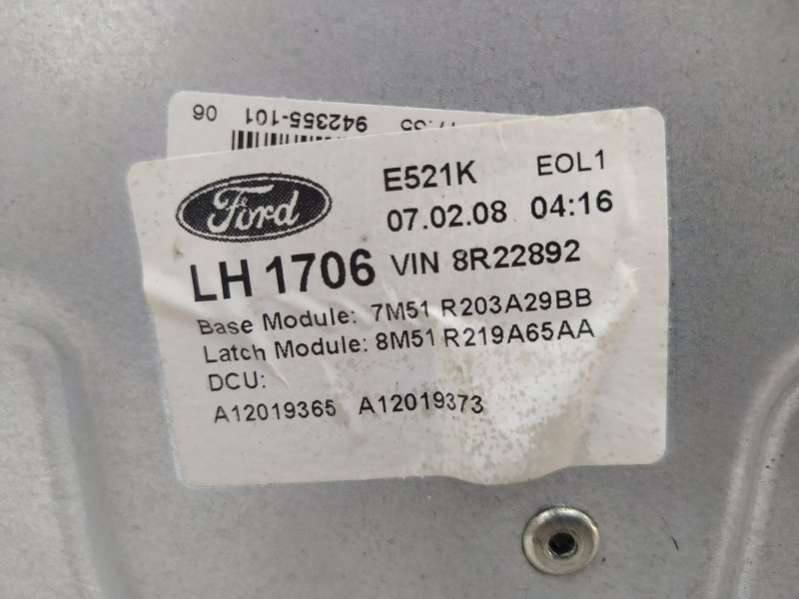 942355-101 06
Ford
E521K EOL1
07.02.08 04:16
LH 1706 VIN 8R22892
Base Module: 7M51 R203A29BB
Latch Module: 8M51 R219A65AA
DCU:
A12019365 A12019373